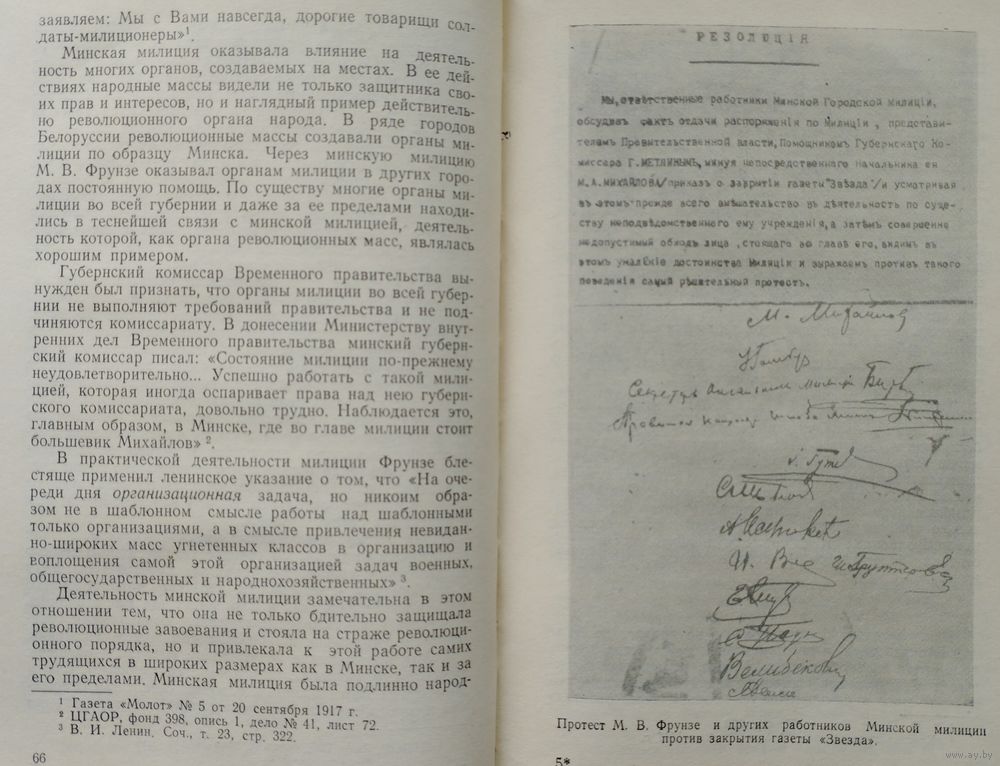 заявляем: Мы с Вами навсегда, дорогие товарищи сол-
даты-милиционеры»¹.
Минская милиция оказывала влияние на деятель-
ность многих органов, создаваемых на местах. В ее дей-
ствиях народные массы видели не только защитника сво-
их прав и интересов, но и наглядный пример действитель-
но революционного органа народа. В ряде городов
Белоруссии революционные массы создавали органы ми-
лиции по образцу Минска. Через минскую милицию
М. В. Фрунзе оказывал органам милиции в других горо-
дах постоянную помощь. По существу многие органы ми-
лиции во всей губернии и даже за ее пределами находи-
лись в теснейшей связи с минской милицией, деятель-
ность которой, как органа революционных масс, являлась
хорошим примером.
Губернский комиссар Временного правительства вы-
нужден был признать, что органы милиции во всей губер-
нии не выполняют требований правительства и не под-
чиняются комиссариату. В донесении Министерству внут-
ренних дел Временного правительства минский губерн-
ский комиссар писал: «Состояние милиции по-прежнему
неудовлетворительно... Успешно работать с такой мили-
цией, которая иногда оспаривает права над нею губерн-
ского комиссариата, довольно трудно. Наблюдается это,
главным образом, в Минске, где во главе милиции стоит
большевик Михайлов» ².
В практической деятельности милиции Фрунзе бле-
стяще применил ленинское указание о том, что «На оче-
реди дня организационная задача, но никоим обра-
зом не в шаблонном смысле работы над шаблонными
только организациями, а в смысле привлечения невидан-
но-широких масс угнетенных классов в организацию и
воплощения самой этой организацией задач военных,
общегосударственных и народнохозяйственных» ³.
Деятельность минской милиции замечательна в этом
отношении тем, что она не только бдительно защищала
революционные завоевания и стояла на страже революци-
онного порядка, но и привлекала к этой работе самих
трудящихся в широких размерах как в Минске, так и за
его пределами. Минская милиция была подлинно народ-
¹ Газета «Молот» № 5 от 20 сентября 1917 г.
² ЦГАОР, фонд 398, опись 1, дело № 41, лист 72.
³ В. И. Ленин. Соч., т. 23, стр. 322.
66
РЕЗОЛЮЦІЯ
Мы, отвѣтственные работники Минской Городской Милиціи,
обсудивъ фактъ отдачи распоряженія по Милиціи, представи-
телемъ Правительственной власти, Помощникомъ Губернскаго Ко-
миссара Г. МЕТЛИНЫМЪ, минуя непосредственнаго начальника ея
М.А.МИХАЙЛОВА /приказъ о закрытіи газеты "Звѣзда"/ и усматривая
въ этомъ прежде всего вмѣшательство въ дѣятельность по суще-
ству неподвѣдомственнаго ему учрежденія, а затѣмъ совершенно
недопустимый обходъ лица, стоящаго во главѣ его, видимъ въ
этомъ умаленіе достоинства Милиціи и выражаемъ противъ такого
поведенія самый рѣшительный протестъ.
М. Михайлов
Протест М. В. Фрунзе и других работников Минской милиции
против закрытия газеты «Звезда».
5*
www.ay.by